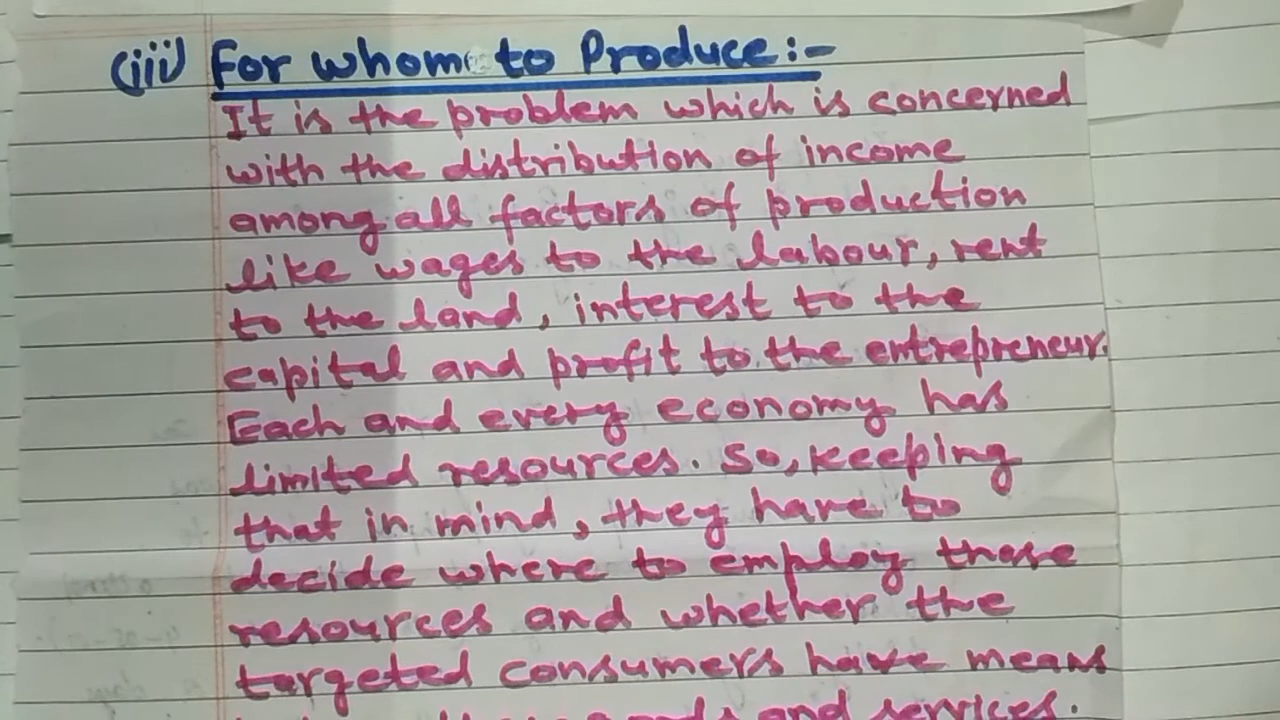 (iii) For whom to Produce:-
It is the problem which is concerned
with the distribution of income
among all factors of production
like wages to the labour, rent
to the land, interest to the
capital and profit to the entrepreneur.
Each and every economy has
limited resources. So, keeping
that in mind, they have to
decide where to employ those
resources and whether the
targeted consumers have means
and services.